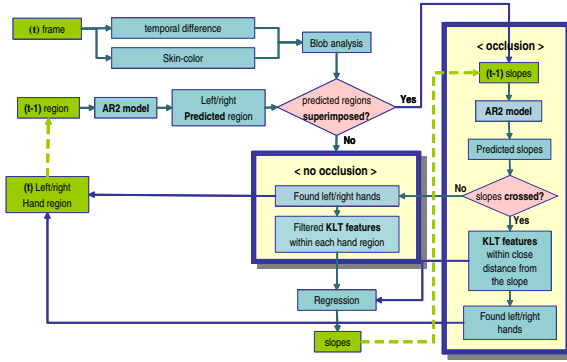 (t) frame
temporal difference
Skin-color
Blob analysis
(t-1) region
AR2 model
Left/right
Predicted region
predicted regions
superimposed?
Yes
No
< occlusion >
(t-1) slopes
AR2 model
Predicted slopes
slopes crossed?
No
Yes
KLT features
within close
distance from
the slope
Found left/right
hands
< no occlusion >
Found left/right hands
Filtered KLT features
within each hand region
(t) Left/right
Hand region
Regression
slopes